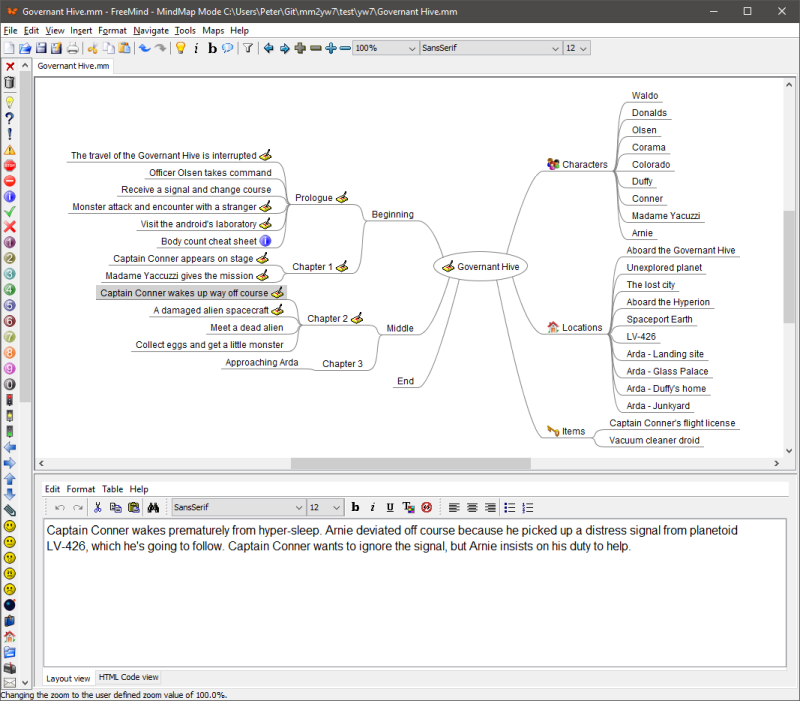 Governant Hive.mm - FreeMind - MindMap Mode C:\Users\Peter\Git\mm2yw7\test\yw7\Governant Hive.mm
File Edit View Insert Format Navigate Tools Maps Help
100% SansSerif 12
Governant Hive.mm
The travel of the Governant Hive is interrupted
Officer Olsen takes command
Receive a signal and change course
Monster attack and encounter with a stranger
Visit the android's laboratory
Body count cheat sheet
Prologue
Captain Conner appears on stage
Madame Yaccuzzi gives the mission
Chapter 1
Beginning
Captain Conner wakes up way off course
A damaged alien spacecraft
Meet a dead alien
Collect eggs and get a little monster
Chapter 2
Approaching Arda
Chapter 3
Middle
End
Governant Hive
Characters
Waldo
Donalds
Olsen
Corama
Colorado
Duffy
Conner
Madame Yacuzzi
Arnie
Locations
Aboard the Governant Hive
Unexplored planet
The lost city
Aboard the Hyperion
Spaceport Earth
LV-426
Arda - Landing site
Arda - Glass Palace
Arda - Duffy's home
Arda - Junkyard
Items
Captain Conner's flight license
Vacuum cleaner droid
Edit Format Table Help
SansSerif 12
Captain Conner wakes prematurely from hyper-sleep. Arnie deviated off course because he picked up a distress signal from planetoid
LV-426, which he's going to follow. Captain Conner wants to ignore the signal, but Arnie insists on his duty to help.
Layout view HTML Code view
Changing the zoom to the user defined zoom value of 100.0%.